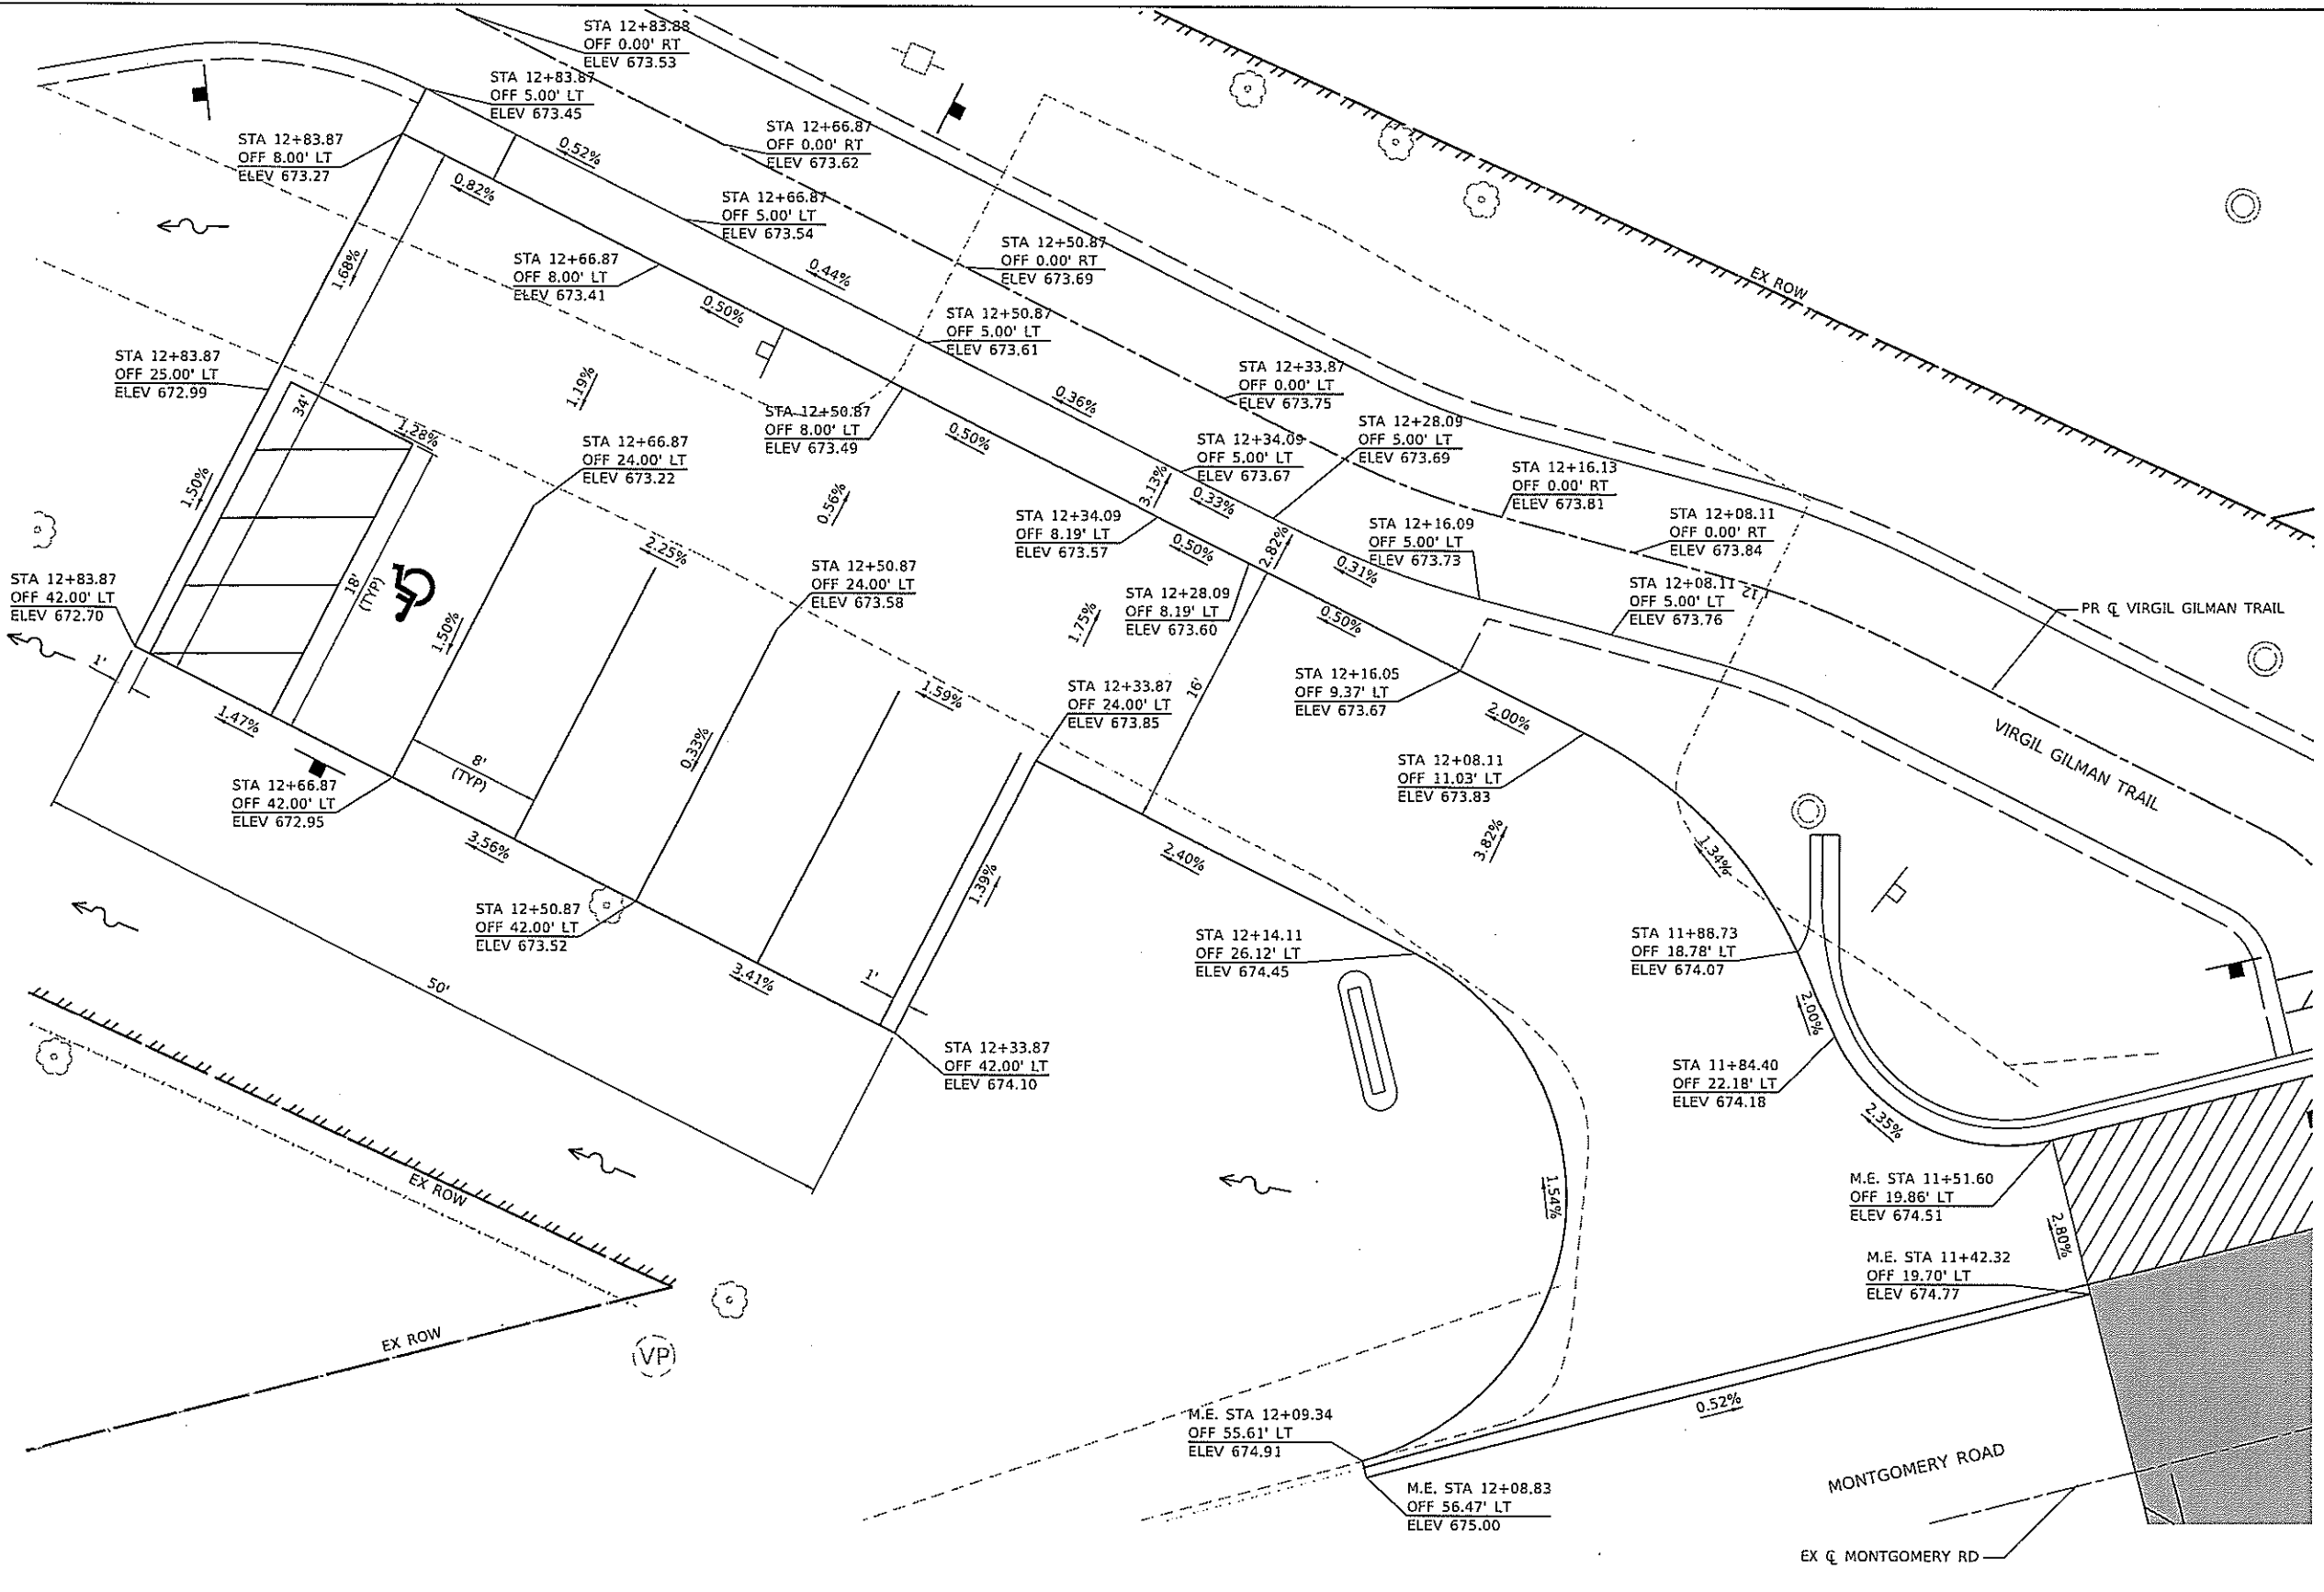 STA 12+83.88
OFF 0.00' RT
ELEV 673.53
STA 12+83.87
OFF 5.00' LT
ELEV 673.45
STA 12+83.87
OFF 8.00' LT
ELEV 673.27
0.52%
0.82%
STA 12+66.87
OFF 0.00' RT
ELEV 673.62
STA 12+66.87
OFF 5.00' LT
ELEV 673.54
STA 12+66.87
OFF 8.00' LT
ELEV 673.41
0.44%
0.50%
1.68%
STA 12+50.87
OFF 0.00' RT
ELEV 673.69
STA 12+50.87
OFF 5.00' LT
ELEV 673.61
EX ROW
STA 12+83.87
OFF 25.00' LT
ELEV 672.99
34'
1.19%
STA 12+50.87
OFF 8.00' LT
ELEV 673.49
0.36%
0.50%
STA 12+33.87
OFF 0.00' LT
ELEV 673.75
1.28%
STA 12+66.87
OFF 24.00' LT
ELEV 673.22
STA 12+34.09
OFF 5.00' LT
ELEV 673.67
STA 12+28.09
OFF 5.00' LT
ELEV 673.69
1.50%
0.56%
3.13%
0.33%
STA 12+16.13
OFF 0.00' RT
ELEV 673.81
STA 12+34.09
OFF 8.19' LT
ELEV 673.57
0.50%
2.82%
STA 12+16.09
OFF 5.00' LT
ELEV 673.73
STA 12+08.11
OFF 0.00' RT
ELEV 673.84
2.25%
0.31%
STA 12+83.87
OFF 42.00' LT
ELEV 672.70
18'
(TYP)
1.50%
STA 12+50.87
OFF 24.00' LT
ELEV 673.58
1.75%
STA 12+28.09
OFF 8.19' LT
ELEV 673.60
0.50%
STA 12+08.11
OFF 5.00' LT
ELEV 673.76
12
PR ℄ VIRGIL GILMAN TRAIL
1'
1.47%
1.59%
STA 12+33.87
OFF 24.00' LT
ELEV 673.85
16'
STA 12+16.05
OFF 9.37' LT
ELEV 673.67
2.00%
VIRGIL GILMAN TRAIL
0.33%
8'
(TYP)
STA 12+66.87
OFF 42.00' LT
ELEV 672.95
STA 12+08.11
OFF 11.03' LT
ELEV 673.83
3.56%
2.40%
3.82%
1.34%
1.39%
STA 12+50.87
OFF 42.00' LT
ELEV 673.52
STA 12+14.11
OFF 26.12' LT
ELEV 674.45
STA 11+88.73
OFF 18.78' LT
ELEV 674.07
3.41%
1'
50'
2.00%
STA 12+33.87
OFF 42.00' LT
ELEV 674.10
STA 11+84.40
OFF 22.18' LT
ELEV 674.18
2.35%
EX ROW
1.54%
M.E. STA 11+51.60
OFF 19.86' LT
ELEV 674.51
2.80%
M.E. STA 11+42.32
OFF 19.70' LT
ELEV 674.77
EX ROW
VP
0.52%
M.E. STA 12+09.34
OFF 55.61' LT
ELEV 674.91
MONTGOMERY ROAD
M.E. STA 12+08.83
OFF 56.47' LT
ELEV 675.00
EX ℄ MONTGOMERY RD